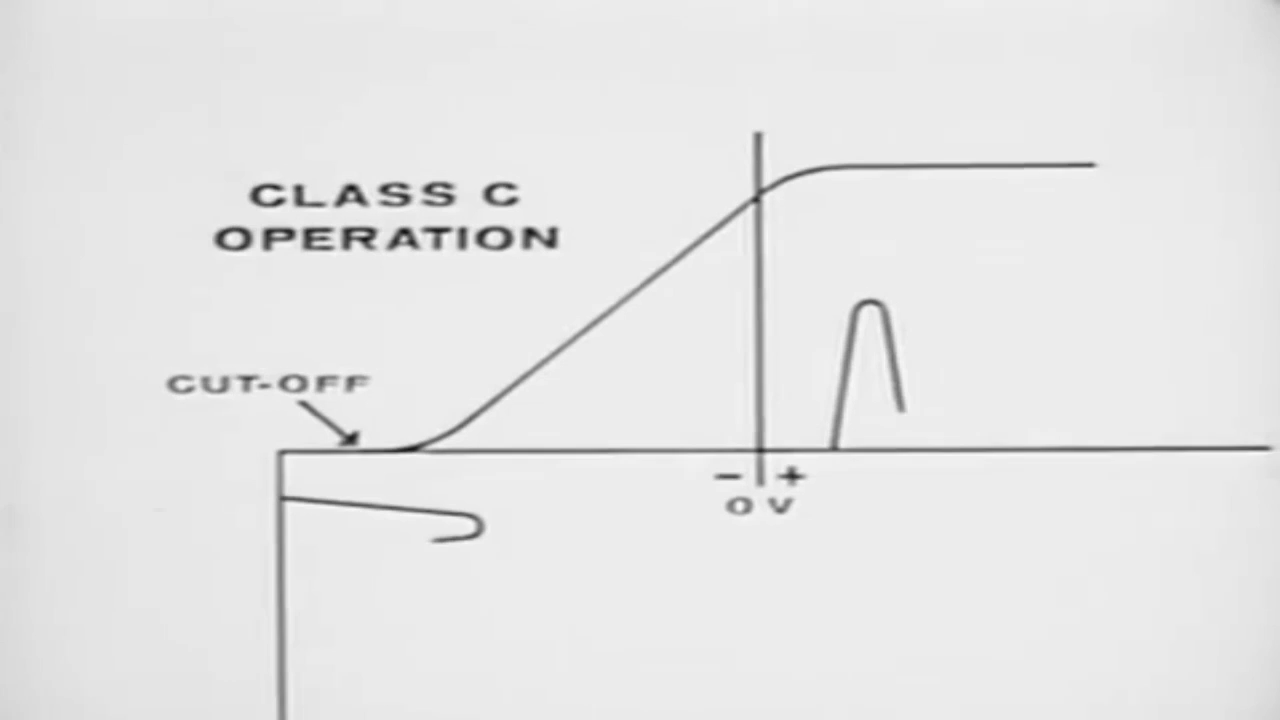 CLASS C
OPERATION
CUT-OFF
- +
0 V